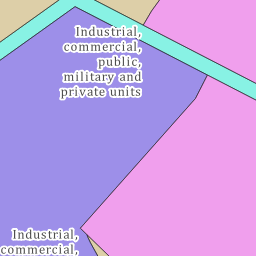 Industrial,
commercial,
public,
military and
private units
Industrial,
commercial,